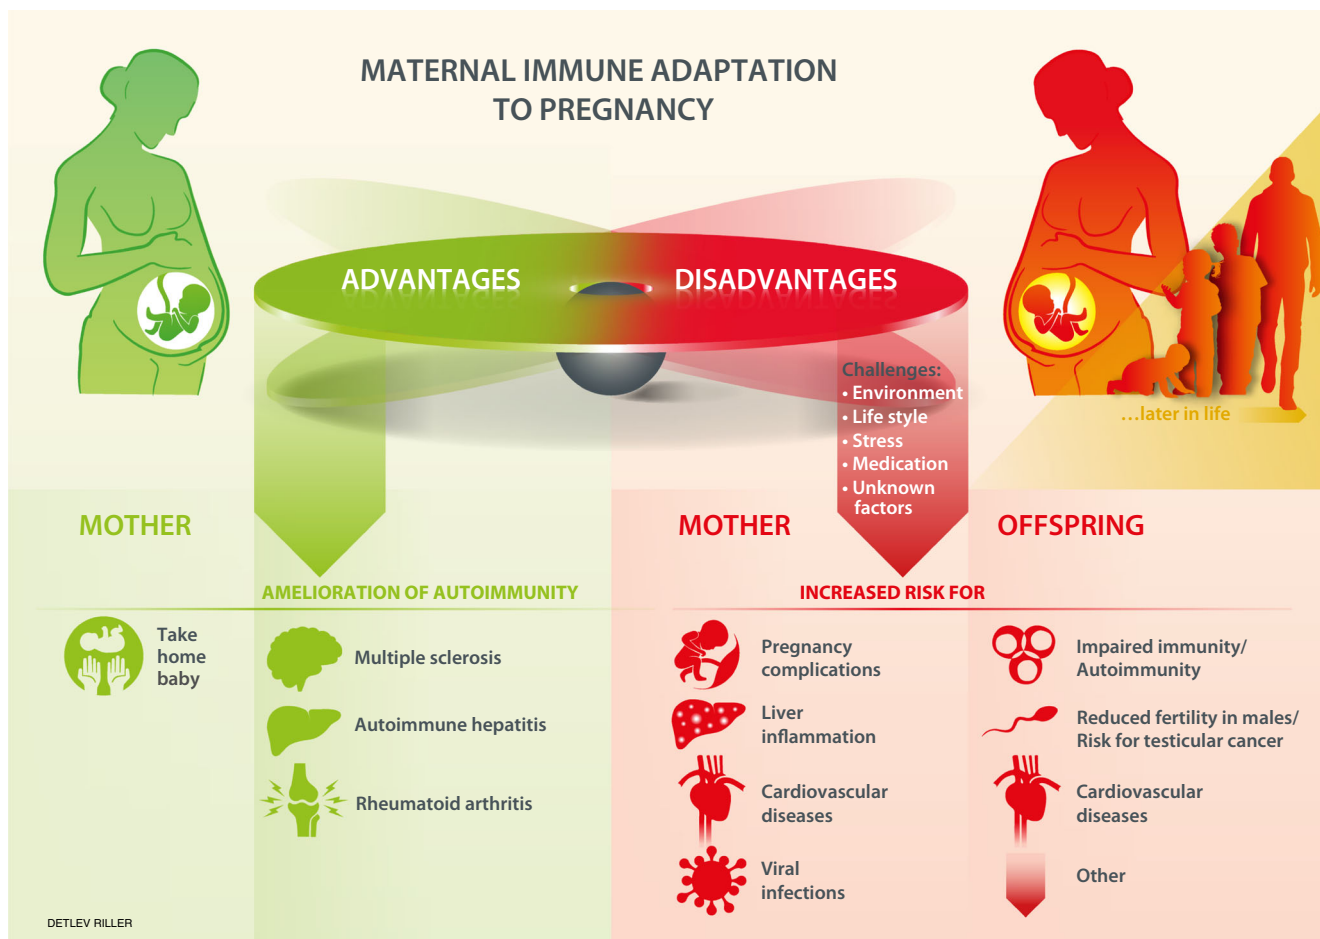 MATERNAL IMMUNE ADAPTATION
TO PREGNANCY
ADVANTAGES
DISADVANTAGES
Challenges:
• Environment
• Life style
• Stress
• Medication
• Unknown
factors
…later in life
MOTHER
AMELIORATION OF AUTOIMMUNITY
Take
home
baby
Multiple sclerosis
Autoimmune hepatitis
Rheumatoid arthritis
MOTHER
OFFSPRING
INCREASED RISK FOR
Pregnancy
complications
Liver
inflammation
Cardiovascular
diseases
Viral
infections
Impaired immunity/
Autoimmunity
Reduced fertility in males/
Risk for testicular cancer
Cardiovascular
diseases
Other
DETLEV RILLER